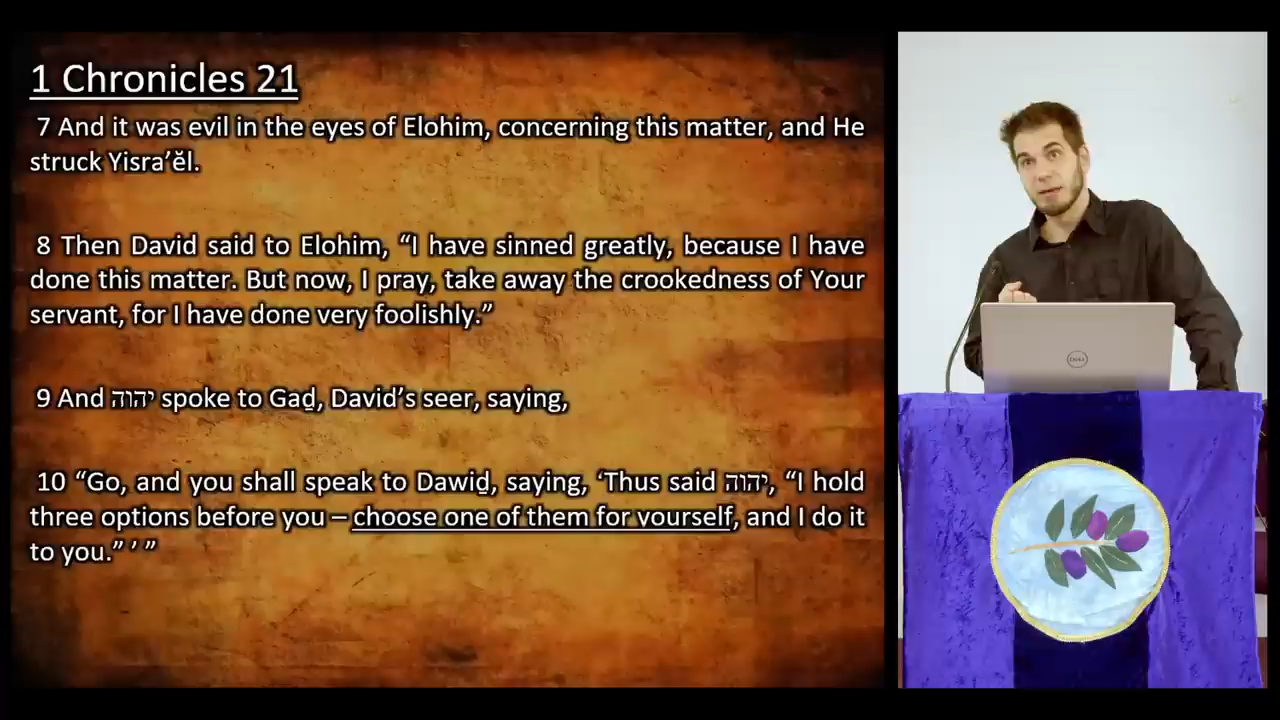 1 Chronicles 21
7 And it was evil in the eyes of Elohim, concerning this matter, and He
struck Yisra’ĕl.
8 Then David said to Elohim, “I have sinned greatly, because I have
done this matter. But now, I pray, take away the crookedness of Your
servant, for I have done very foolishly.”
9 And יהוה spoke to Gaḏ, David’s seer, saying,
10 “Go, and you shall speak to Dawiḏ, saying, ‘Thus said יהוה, “I hold
three options before you – choose one of them for yourself, and I do it
to you.” ’ ”
DELL